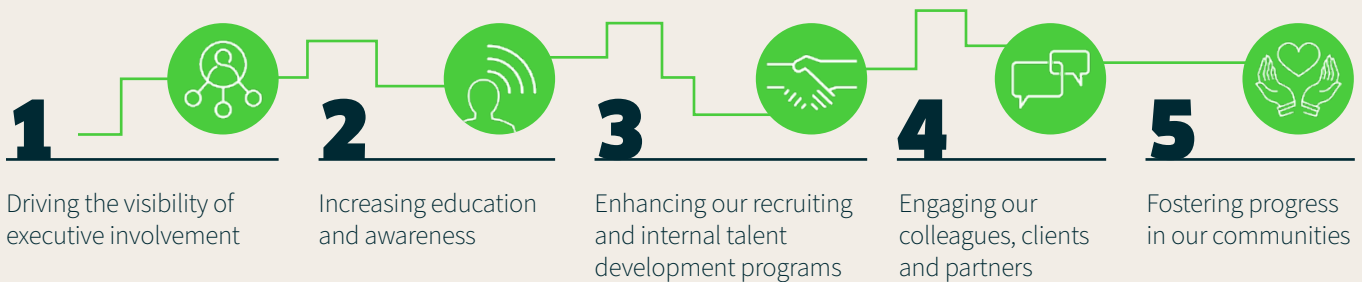 1
Driving the visibility of
executive involvement
2
Increasing education
and awareness
3
Enhancing our recruiting
and internal talent
development programs
4
Engaging our
colleagues, clients
and partners
5
Fostering progress
in our communities